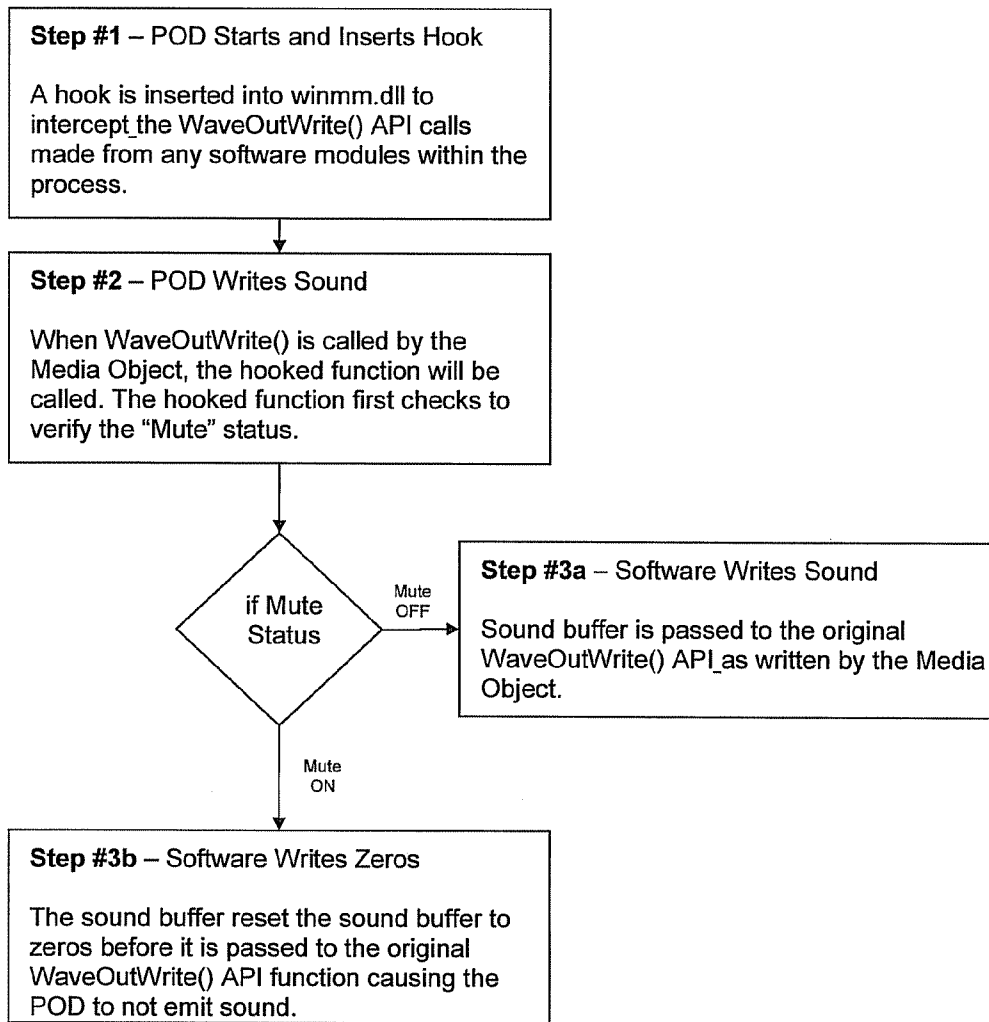 Step #1 – POD Starts and Inserts Hook
A hook is inserted into winmm.dll to
intercept_the WaveOutWrite() API calls
made from any software modules within the
process.
Step #2 – POD Writes Sound
When WaveOutWrite() is called by the
Media Object, the hooked function will be
called. The hooked function first checks to
verify the “Mute” status.
if Mute
Status
Mute
OFF
Step #3a – Software Writes Sound
Sound buffer is passed to the original
WaveOutWrite() API_as written by the Media
Object.
Mute
ON
Step #3b – Software Writes Zeros
The sound buffer reset the sound buffer to
zeros before it is passed to the original
WaveOutWrite() API function causing the
POD to not emit sound.